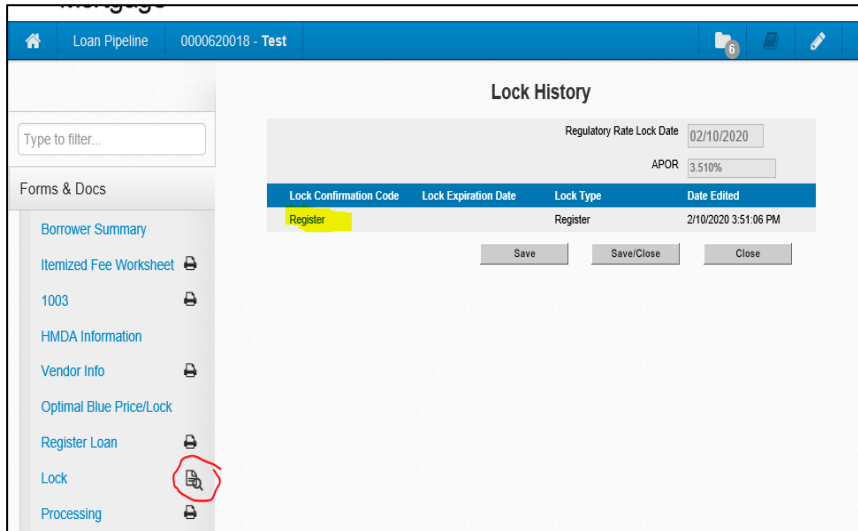 Home Loan Pipeline 0000620018 - Test 6
Lock History
Type to filter...
Regulatory Rate Lock Date 02/10/2020
APOR 3.510%
Forms & Docs
Lock Confirmation Code Lock Expiration Date Lock Type Date Edited
Register Register 2/10/2020 3:51:06 PM
Save Save/Close Close
Borrower Summary
Itemized Fee Worksheet
1003
HMDA Information
Vendor Info
Optimal Blue Price/Lock
Register Loan
Lock
Processing